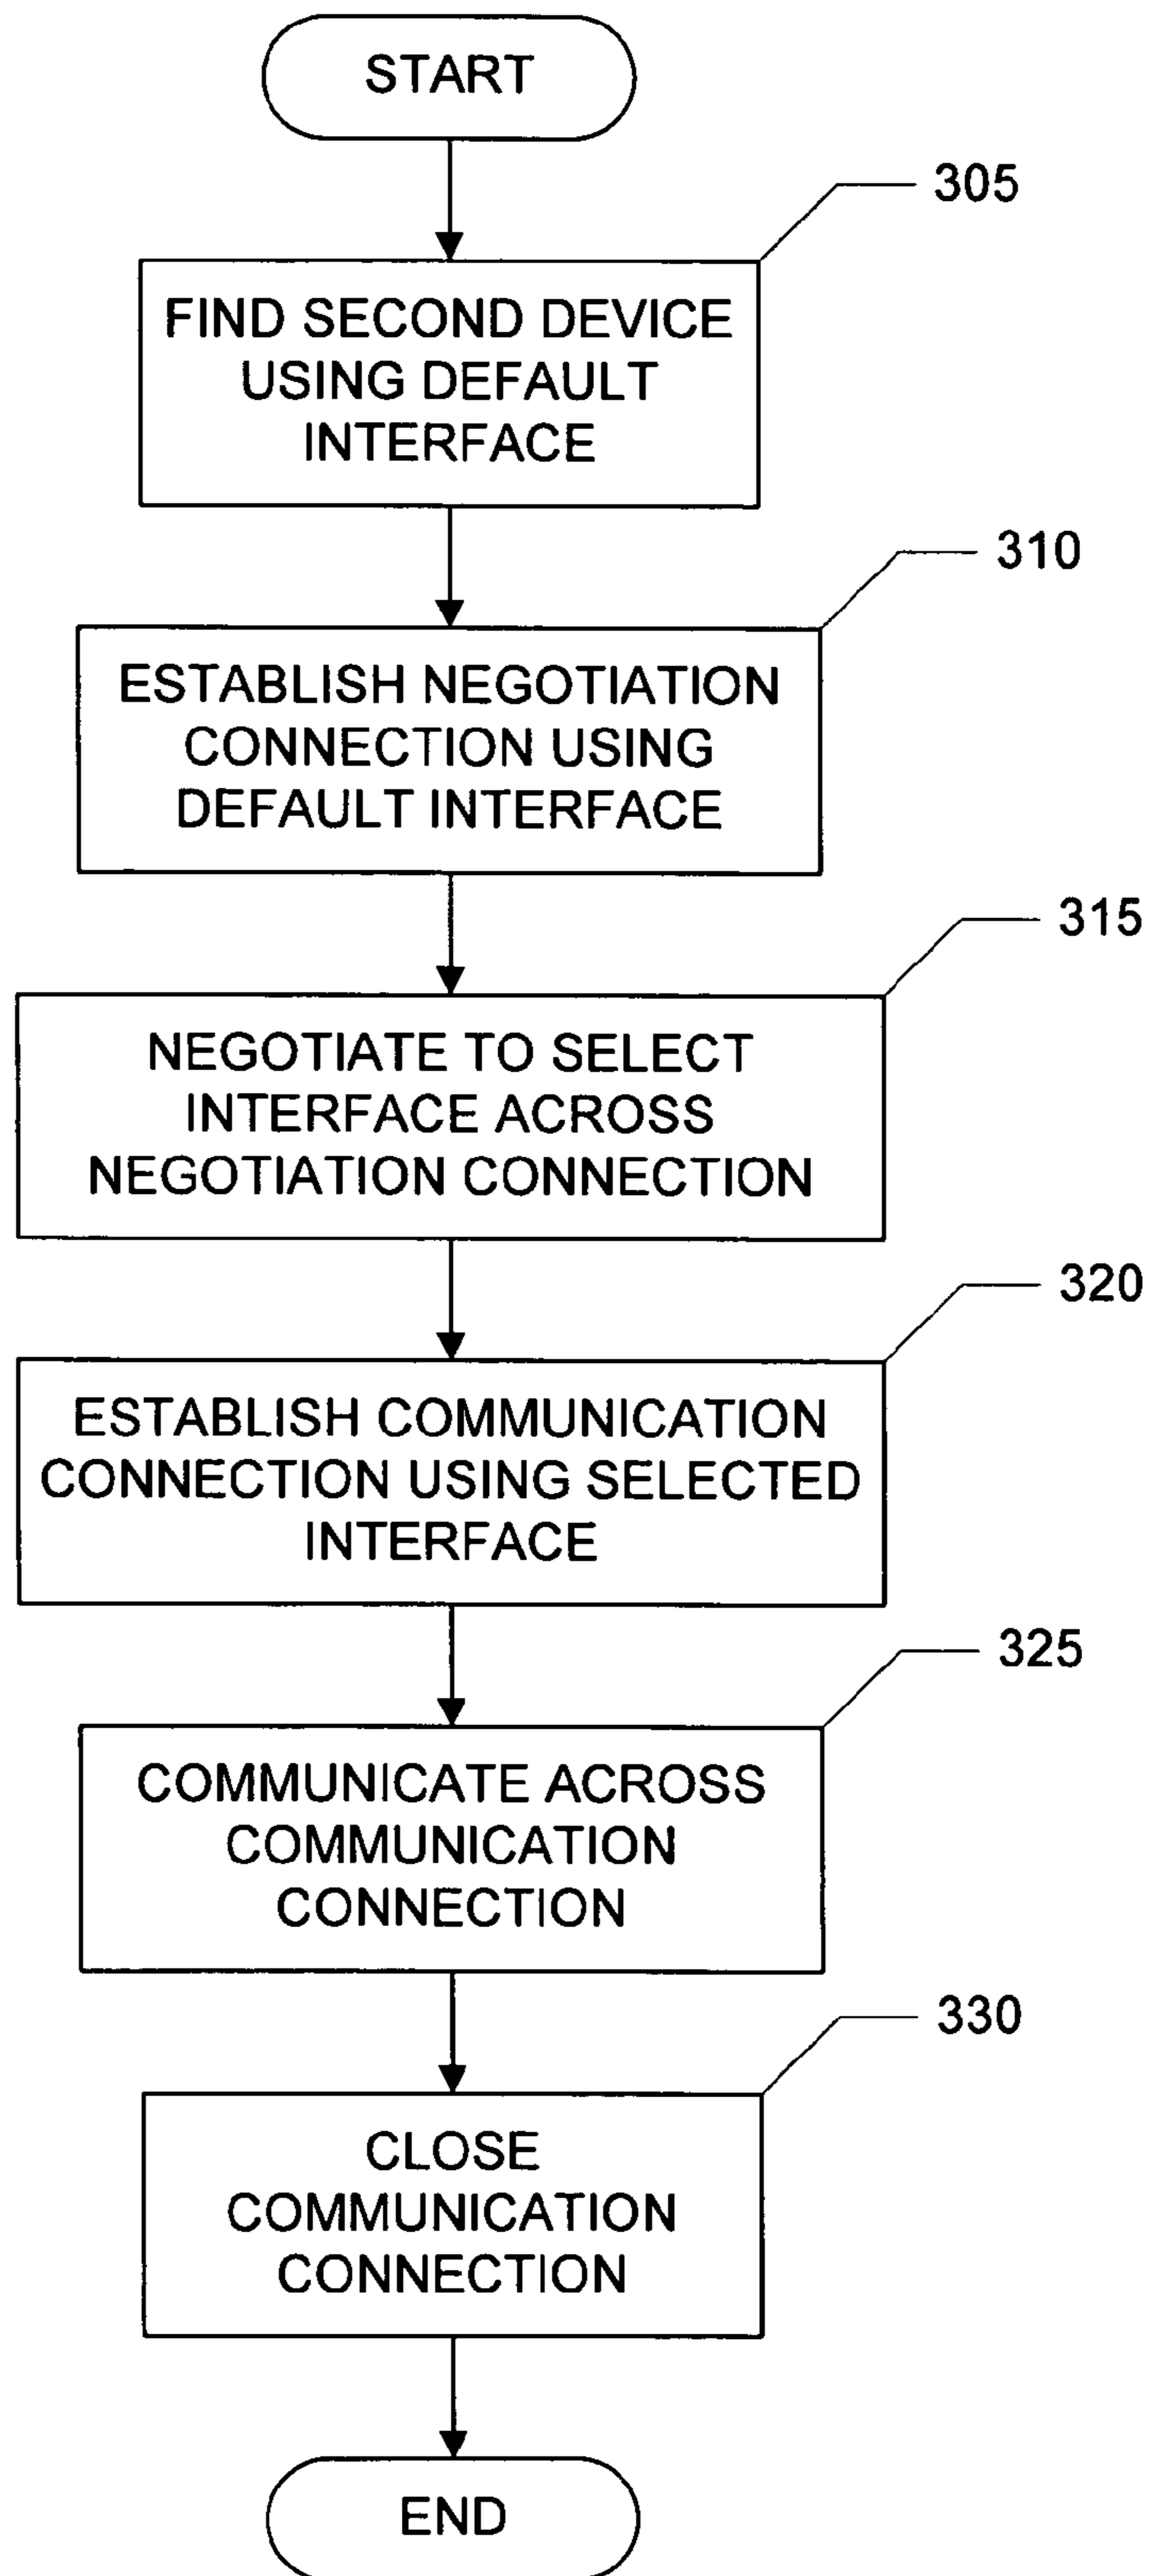 START
305
FIND SECOND DEVICE
USING DEFAULT
INTERFACE
310
ESTABLISH NEGOTIATION
CONNECTION USING
DEFAULT INTERFACE
315
NEGOTIATE TO SELECT
INTERFACE ACROSS
NEGOTIATION CONNECTION
320
ESTABLISH COMMUNICATION
CONNECTION USING SELECTED
INTERFACE
325
COMMUNICATE ACROSS
COMMUNICATION
CONNECTION
330
CLOSE
COMMUNICATION
CONNECTION
END